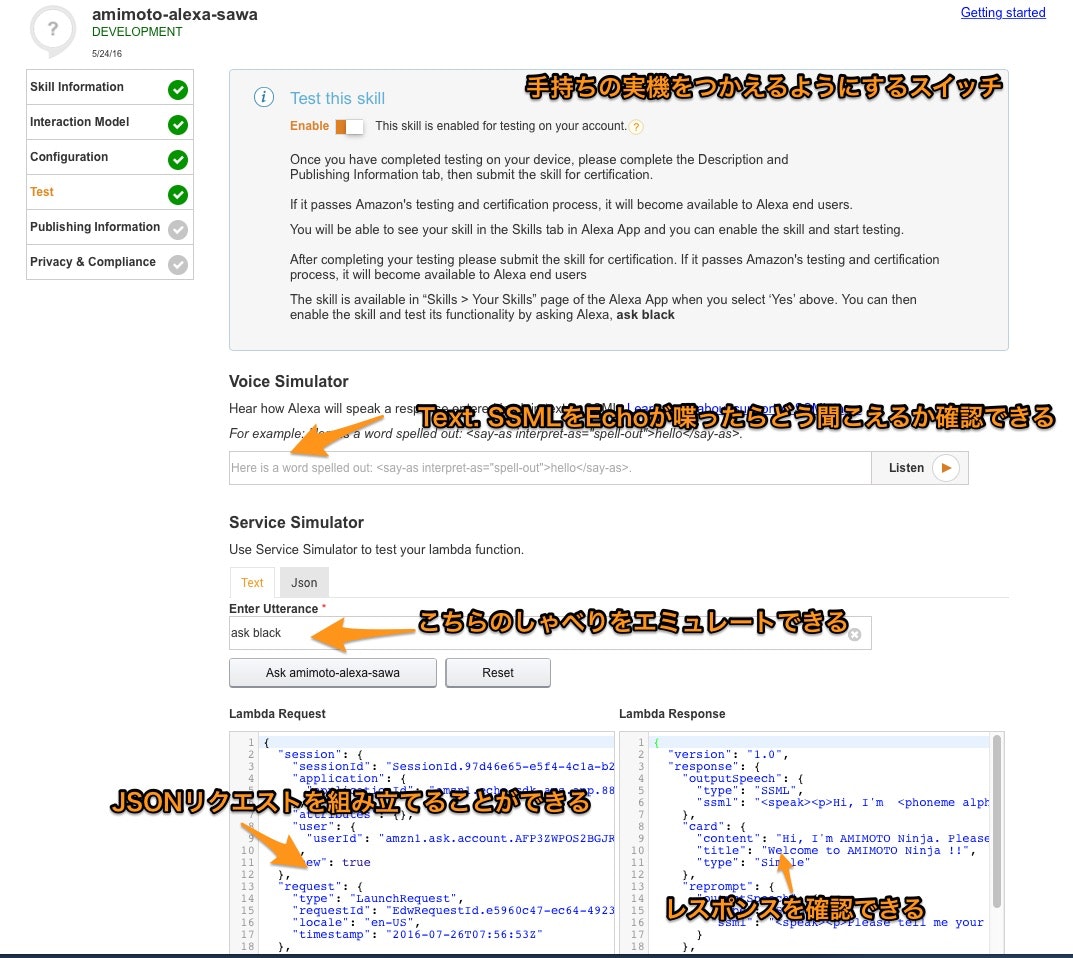 amimoto-alexa-sawa
DEVELOPMENT
5/24/16
Getting started
Skill Information
Interaction Model
Configuration
Test
Publishing Information
Privacy & Compliance
手持ちの実機をつかえるようにするスイッチ
Test this skill
Enable This skill is enabled for testing on your account. ?
Once you have completed testing on your device, please complete the Description and
Publishing Information tab, then submit the skill for certification.
If it passes Amazon's testing and certification process, it will become available to Alexa end users.
You will be able to see your skill in the Skills tab in Alexa App and you can enable the skill and start testing.
After completing your testing please submit the skill for certification. If it passes Amazon's testing and certification
process, it will become available to Alexa end users
The skill is available in “Skills > Your Skills” page of the Alexa App when you select ‘Yes’ above. You can then
enable the skill and test its functionality by asking Alexa, ask black
Voice Simulator
Hear how Alexa will speak a
Text. SSMLをEchoが喋ったらどう聞こえるか確認できる
For example: a word spelled out: <say-as interpret-as="spell-out">hello</say-as>.
Here is a word spelled out: <say-as interpret-as="spell-out">hello</say-as>.
Listen
Service Simulator
Use Service Simulator to test your lambda function.
Text Json
Enter Utterance *
こちらのしゃべりをエミュレートできる
ask black
Ask amimoto-alexa-sawa Reset
Lambda Request
1 {
2 "session": {
3 "sessionId": "SessionId.97d46e65-e5f4-4c1a-b2
4 "application": {
JSONリクエストを組み立てることができる
"user": {
"userId": "amzn1.ask.account.AFP3ZWPOS2BGJR
10
11 ": true
12 },
13 "request": {
14 "type": "LaunchRequest",
15 "requestId": "EdwRequestId.e5960c47-ec64-4923
16 "locale": "en-US",
17 "timestamp": "2016-07-26T07:56:53Z"
18 },
Lambda Response
1 {
2 "version": "1.0",
3 "response": {
4 "outputSpeech": {
5 "type": "SSML",
6 "ssml": "<speak><p>Hi, I'm <phoneme alph
7 },
8 "card": {
9 "content": "Hi, I'm AMIMOTO Ninja. Please
10 "title": "Welcome to AMIMOTO Ninja !!",
11 "type": "Simple"
12 },
13 "reprompt": {
14
レスポンスを確認できる
16 "ssml": "<speak><p>Please tell me your
17 }
18 },